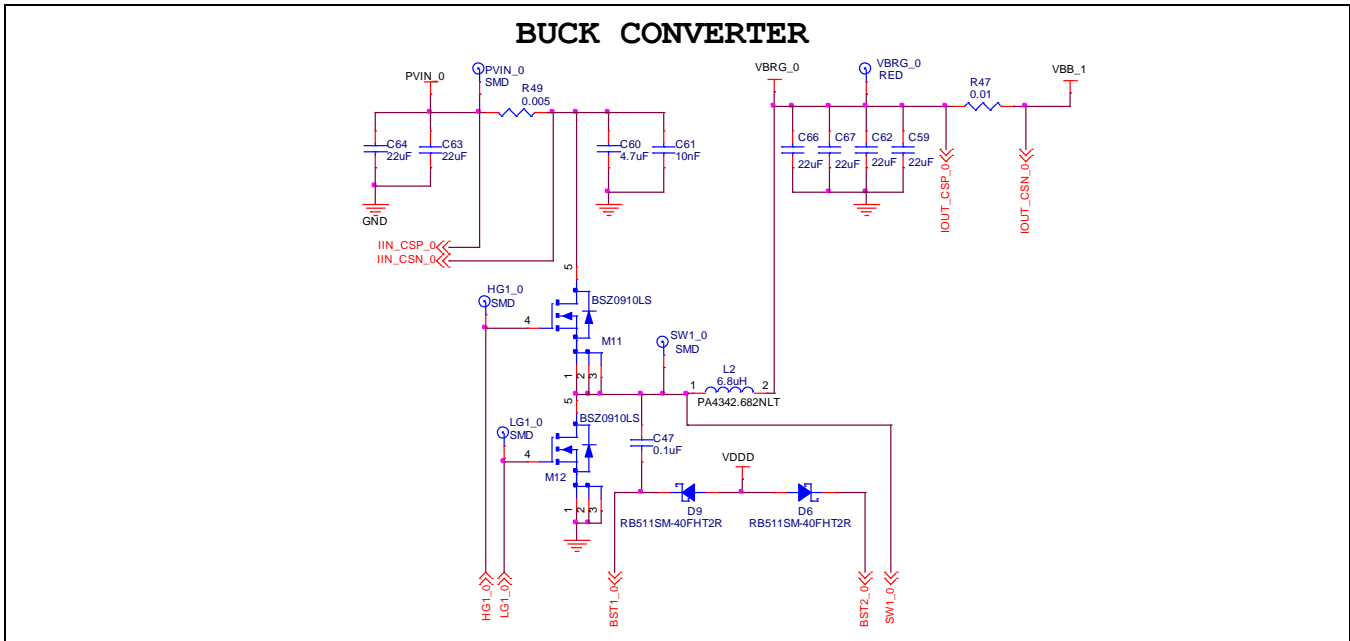 BUCK CONVERTER
PVIN_0
PVIN_0
SMD
R49
0.005
VBRG_0
VBRG_0
RED
R47
0.01
VBB_1
C64
22uF
C63
22uF
C60
4.7uF
C61
10nF
C66
22uF
C67
22uF
C62
22uF
C59
22uF
GND
IOUT_CSP_0
IOUT_CSN_0
IIN_CSP_0
IIN_CSN_0
5
HG1_0
SMD
BSZ0910LS
4
M11
1
2
3
SW1_0
SMD
L2
6.8uH
1
2
PA4342.682NLT
5
LG1_0
SMD
BSZ0910LS
4
M12
C47
0.1uF
VDDD
1
2
3
D9
RB511SM-40FHT2R
D6
RB511SM-40FHT2R
HG1_0
LG1_0
BST1_0
BST2_0
SW1_0